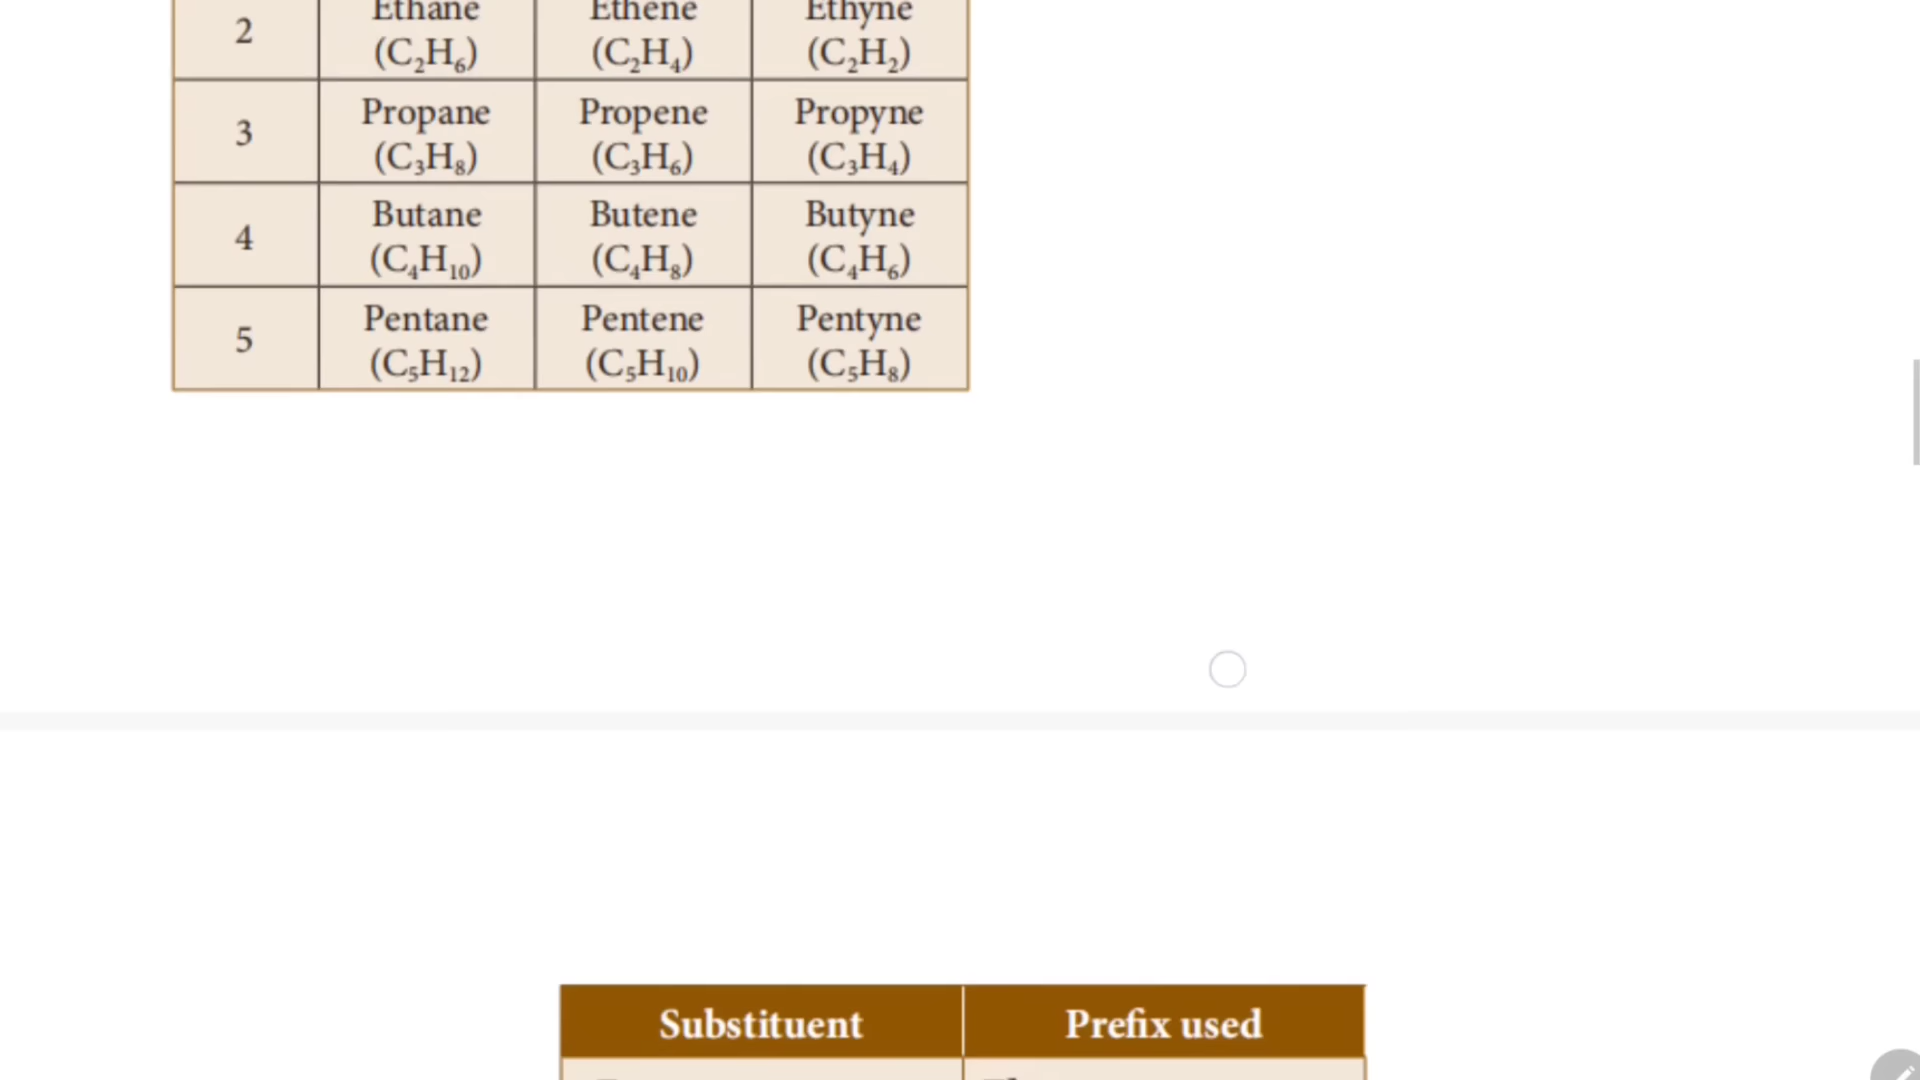 2 Ethane Ethene Ethyne
(C₂H₆) (C₂H₄) (C₂H₂)
3 Propane Propene Propyne
(C₃H₈) (C₃H₆) (C₃H₄)
4 Butane Butene Butyne
(C₄H₁₀) (C₄H₈) (C₄H₆)
5 Pentane Pentene Pentyne
(C₅H₁₂) (C₅H₁₀) (C₅H₈)
Substituent Prefix used